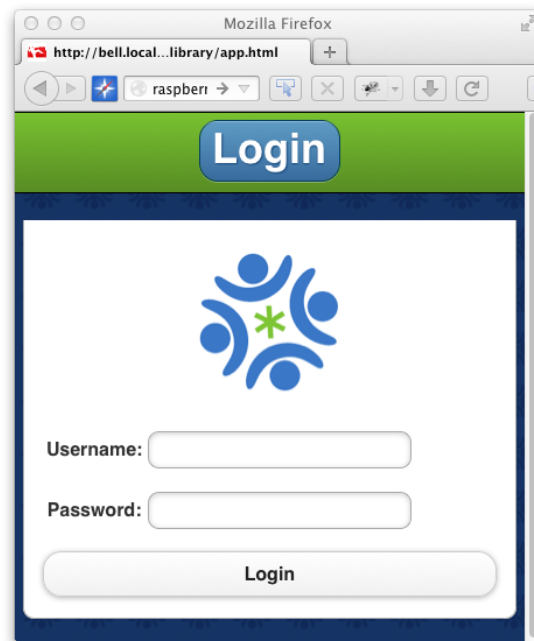 Mozilla Firefox
http://bell.local...library/app.html
raspberr
Login
Username:
Password:
Login